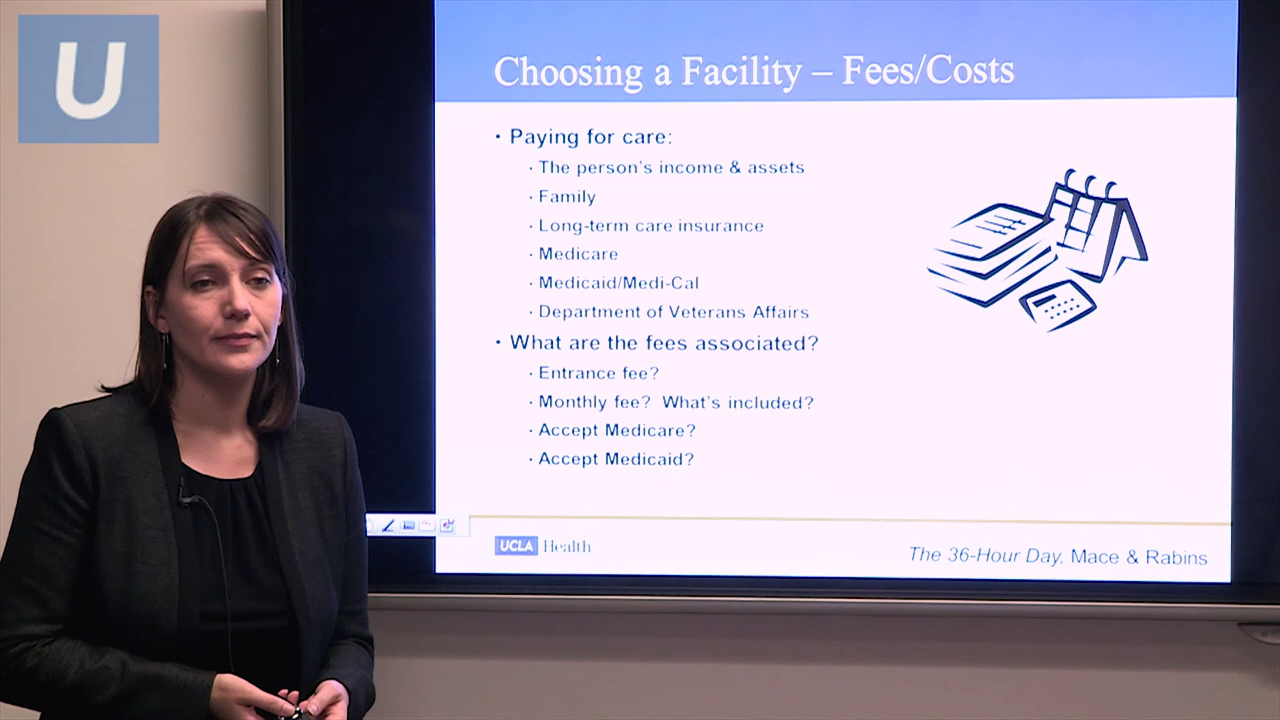 U
Choosing a Facility – Fees/Costs
• Paying for care:
· The person's income & assets
· Family
· Long-term care insurance
· Medicare
· Medicaid/Medi-Cal
· Department of Veterans Affairs
• What are the fees associated?
· Entrance fee?
· Monthly fee? What's included?
· Accept Medicare?
· Accept Medicaid?
UCLA Health
The 36-Hour Day, Mace & Rabins